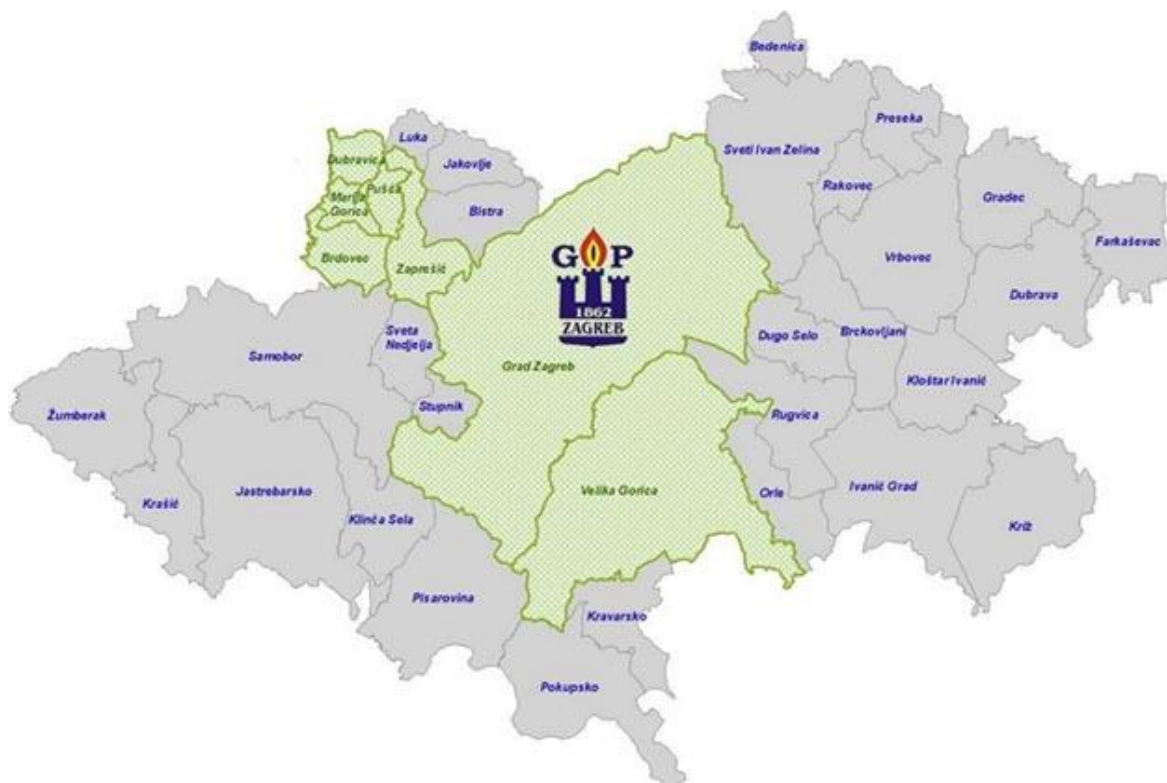 Bedenica
Preseka
Luka
Sveti Ivan Zelina
Dubravica
Jakovlje
Pušća
Rakovec
Gradec
Marija
Gorica
Bistra
Farkaševac
Brdovec
Zaprešić
G P
Vrbovec
Dubrava
1862
ZAGREB
Sveta
Nedjelja
Dugo Selo
Brckovljani
Samobor
Grad Zagreb
Kloštar Ivanić
Stupnik
Žumberak
Rugvica
Jastrebarsko
Velika Gorica
Orle
Ivanić Grad
Krašić
Klinča Sela
Križ
Pisarovina
Kravarsko
Pokupsko